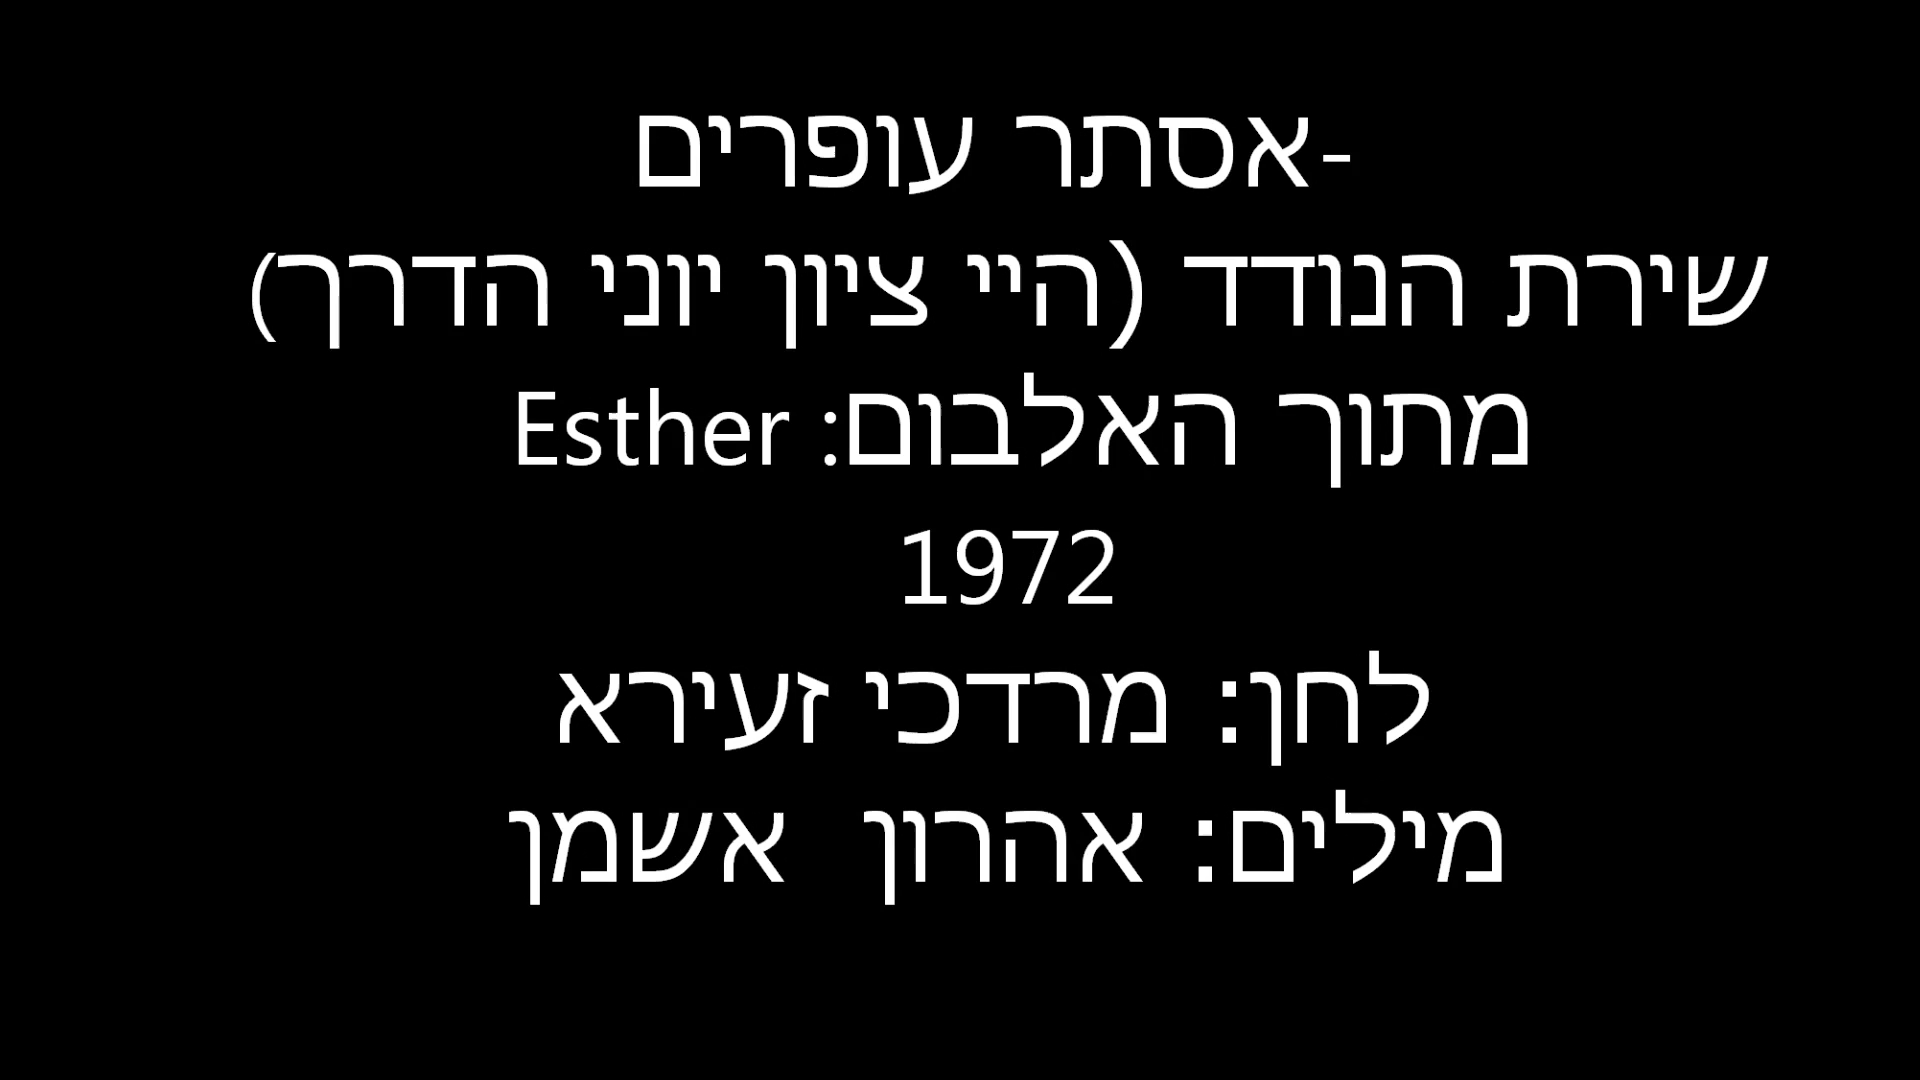 -אסתר עופרים
שירת הנודד (היי ציון יוני הדרך)
מתוך האלבום: Esther
1972
לחן: מרדכי זעירא
מילים: אהרון אשמן